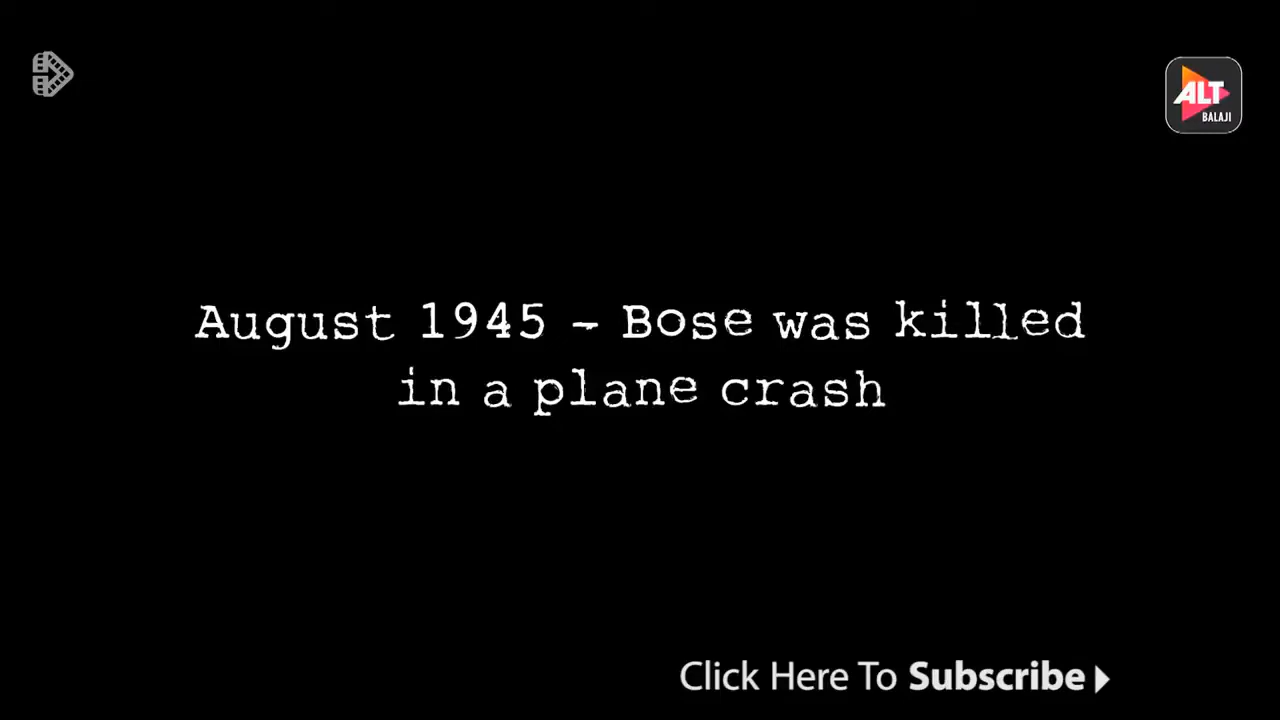 ALT
BALAJI
August 1945 - Bose was killed
in a plane crash
Click Here To Subscribe